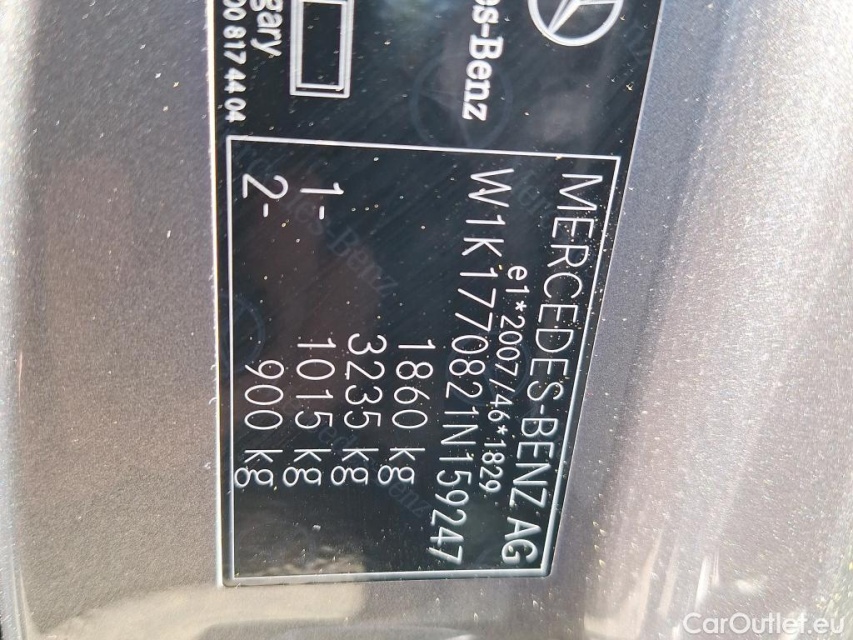 es-Benz
gary
00 817 44 04
MERCEDES-BENZ AG
e1*2007/46*1829
W1K1770821N159247
1860 kg
3235 kg
1- 1015 kg
2- 900 kg
CarOutlet.eu